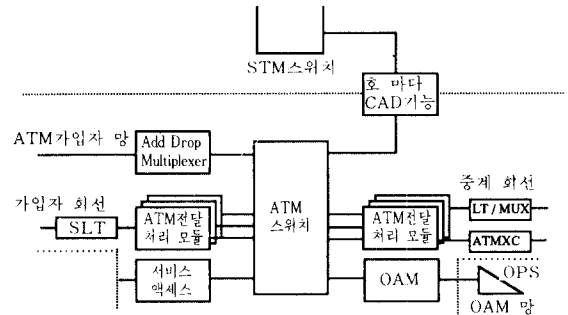 STM스위치
호 마다
CAD기능
ATM가입자 망
Add Drop
Multiplexer
가입자 회선
SLT
ATM전달
처리 모듈
ATM
스위치
ATM전달
처리 모듈
중계 회선
LT / MUX
ATMXC
서비스
액세스
OAM
OPS
OAM 망